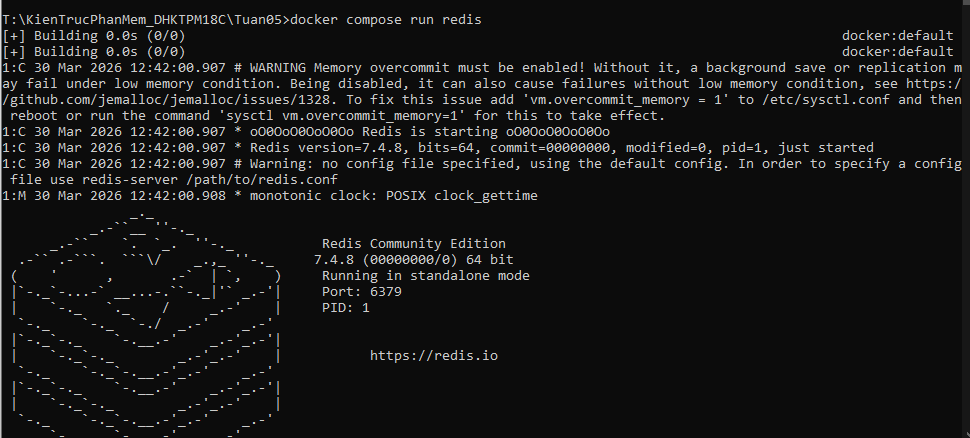 T:\KienTrucPhanMem_DHKTPM18C\Tuan05>docker compose run redis
[+] Building 0.0s (0/0) docker:default
[+] Building 0.0s (0/0) docker:default
1:C 30 Mar 2026 12:42:00.907 # WARNING Memory overcommit must be enabled! Without it, a background save or replication m
ay fail under low memory condition. Being disabled, it can also cause failures without low memory condition, see https:/
/github.com/jemalloc/jemalloc/issues/1328. To fix this issue add 'vm.overcommit_memory = 1' to /etc/sysctl.conf and then
reboot or run the command 'sysctl vm.overcommit_memory=1' for this to take effect.
1:C 30 Mar 2026 12:42:00.907 * oO0OoO0OoO0Oo Redis is starting oO0OoO0OoO0Oo
1:C 30 Mar 2026 12:42:00.907 * Redis version=7.4.8, bits=64, commit=00000000, modified=0, pid=1, just started
1:C 30 Mar 2026 12:42:00.907 # Warning: no config file specified, using the default config. In order to specify a config
file use redis-server /path/to/redis.conf
1:M 30 Mar 2026 12:42:00.908 * monotonic clock: POSIX clock_gettime
Redis Community Edition
7.4.8 (00000000/0) 64 bit
Running in standalone mode
Port: 6379
PID: 1
https://redis.io